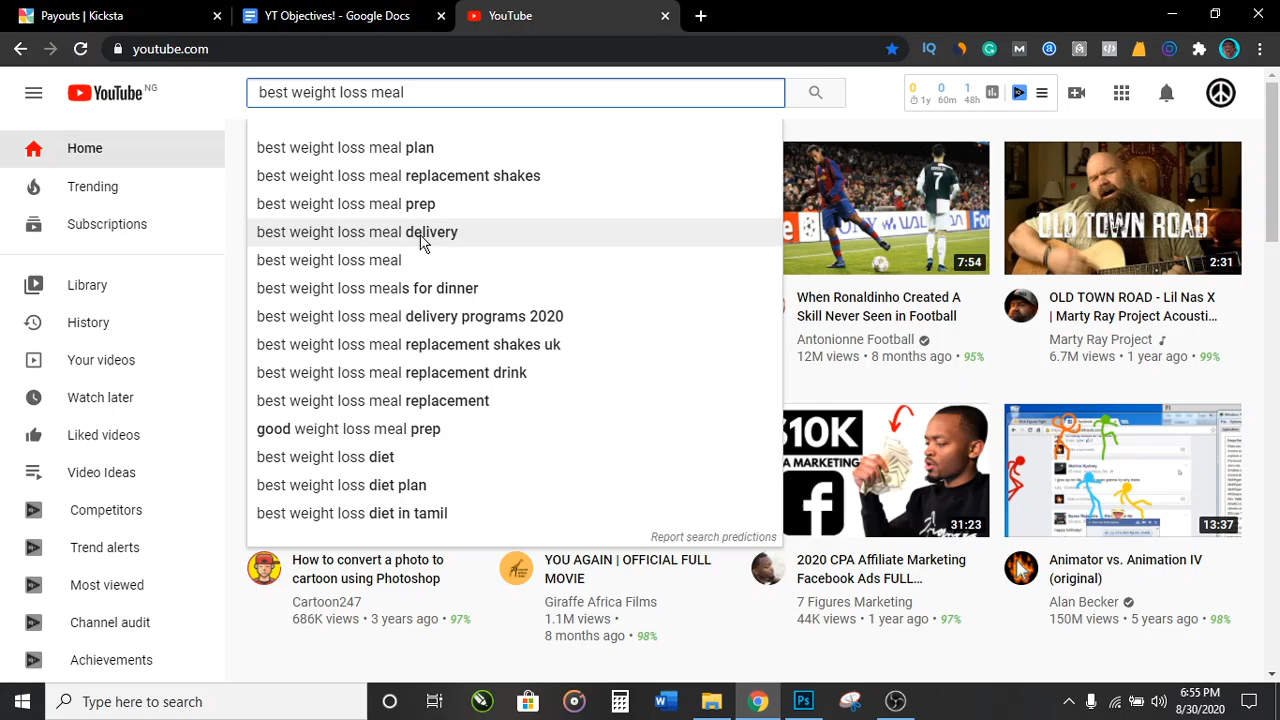 Payouts | Kicksta
YT Objectives! - Google Docs
YouTube
youtube.com
YouTube NG
best weight loss meal
0 0 1
1y 60m 48h
Home
Trending
Subscriptions
Library
History
Your videos
Watch later
Liked videos
Video Ideas
Competitors
Trend alerts
Most viewed
Channel audit
Achievements
best weight loss meal plan
best weight loss meal replacement shakes
best weight loss meal prep
best weight loss meal delivery
best weight loss meal
best weight loss meals for dinner
best weight loss meal delivery programs 2020
best weight loss meal replacement shakes uk
best weight loss meal replacement drink
best weight loss meal replacement
good weight loss meal prep
best weight loss diet
best weight loss diet plan
best weight loss diet in tamil
Report search predictions
7
7:54
When Ronaldinho Created A
Skill Never Seen in Football
Antonionne Football
12M views • 8 months ago • 95%
OLD TOWN ROAD
2:31
OLD TOWN ROAD - Lil Nas X
| Marty Ray Project Acousti...
Marty Ray Project
6.7M views • 1 year ago • 99%
How to convert a photo to
cartoon using Photoshop
Cartoon247
686K views • 3 years ago • 97%
YOU AGAIN | OFFICIAL FULL
MOVIE
Giraffe Africa Films
1.1M views •
8 months ago • 98%
$10K
CPA MARKETING
31:23
2020 CPA Affiliate Marketing
Facebook Ads FULL...
7 Figures Marketing
44K views • 1 year ago • 97%
13:37
Animator vs. Animation IV
(original)
Alan Becker
150M views • 5 years ago • 98%
Type here to search
6:55 PM
8/30/2020